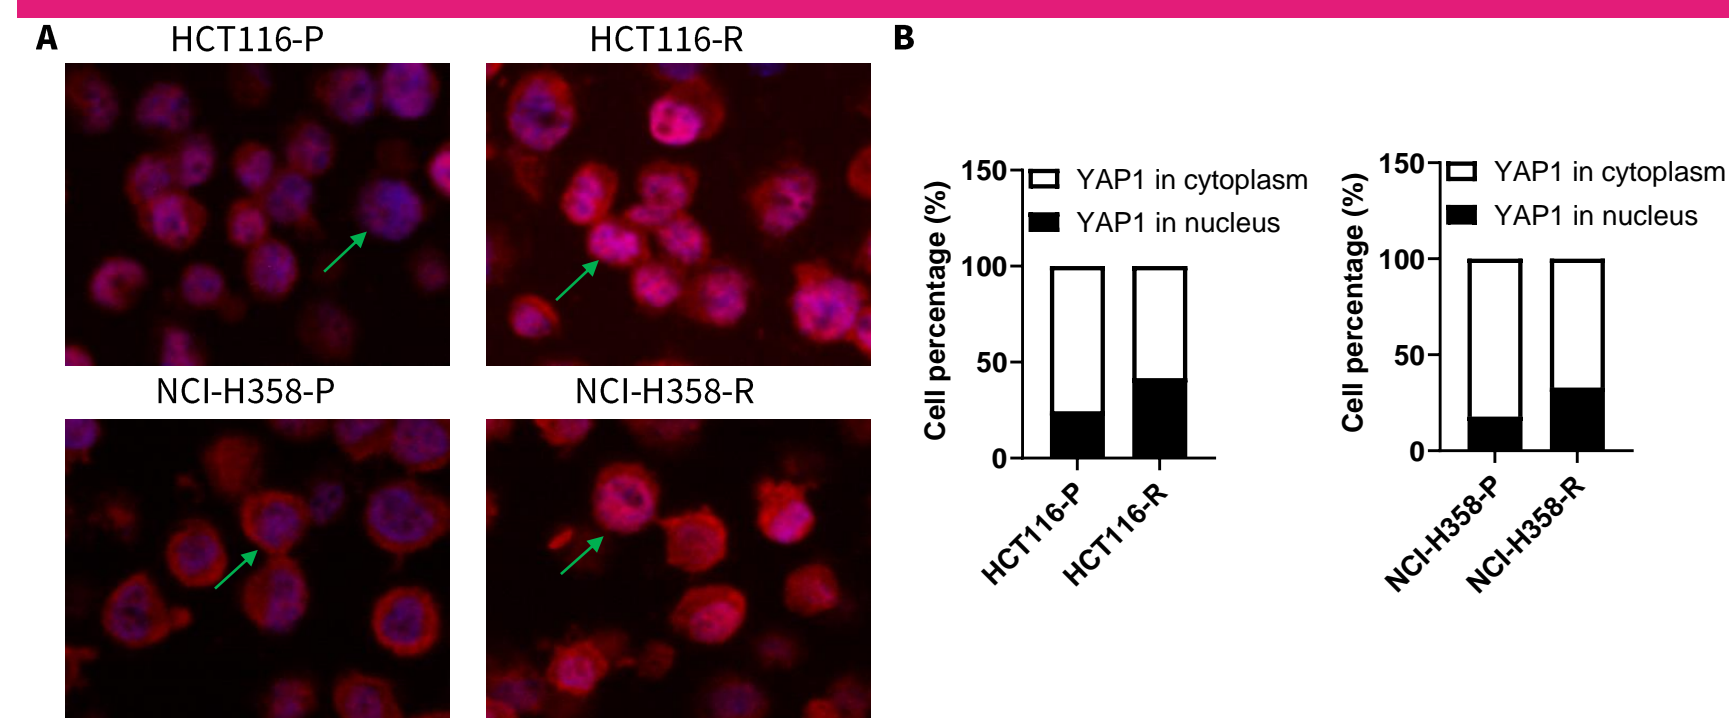 A
HCT116-P
HCT116-R
NCI-H358-P
NCI-H358-R
B
Cell percentage (%)
150
100
50
0
YAP1 in cytoplasm
YAP1 in nucleus
HCT116-P
HCT116-R
Cell percentage (%)
150
100
50
0
YAP1 in cytoplasm
YAP1 in nucleus
NCI-H358-P
NCI-H358-R